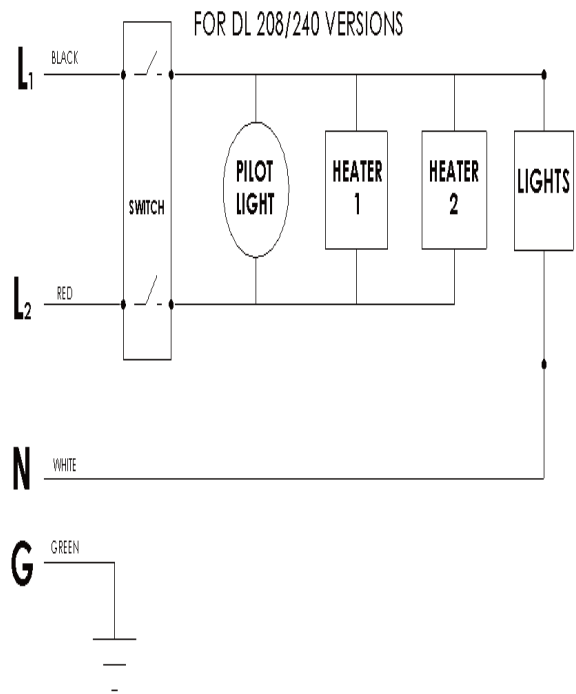 FOR DL 208/240 VERSIONS
L1 BLACK
SWITCH
PILOT
LIGHT
HEATER
1
HEATER
2
LIGHTS
L2 RED
N WHITE
G GREEN